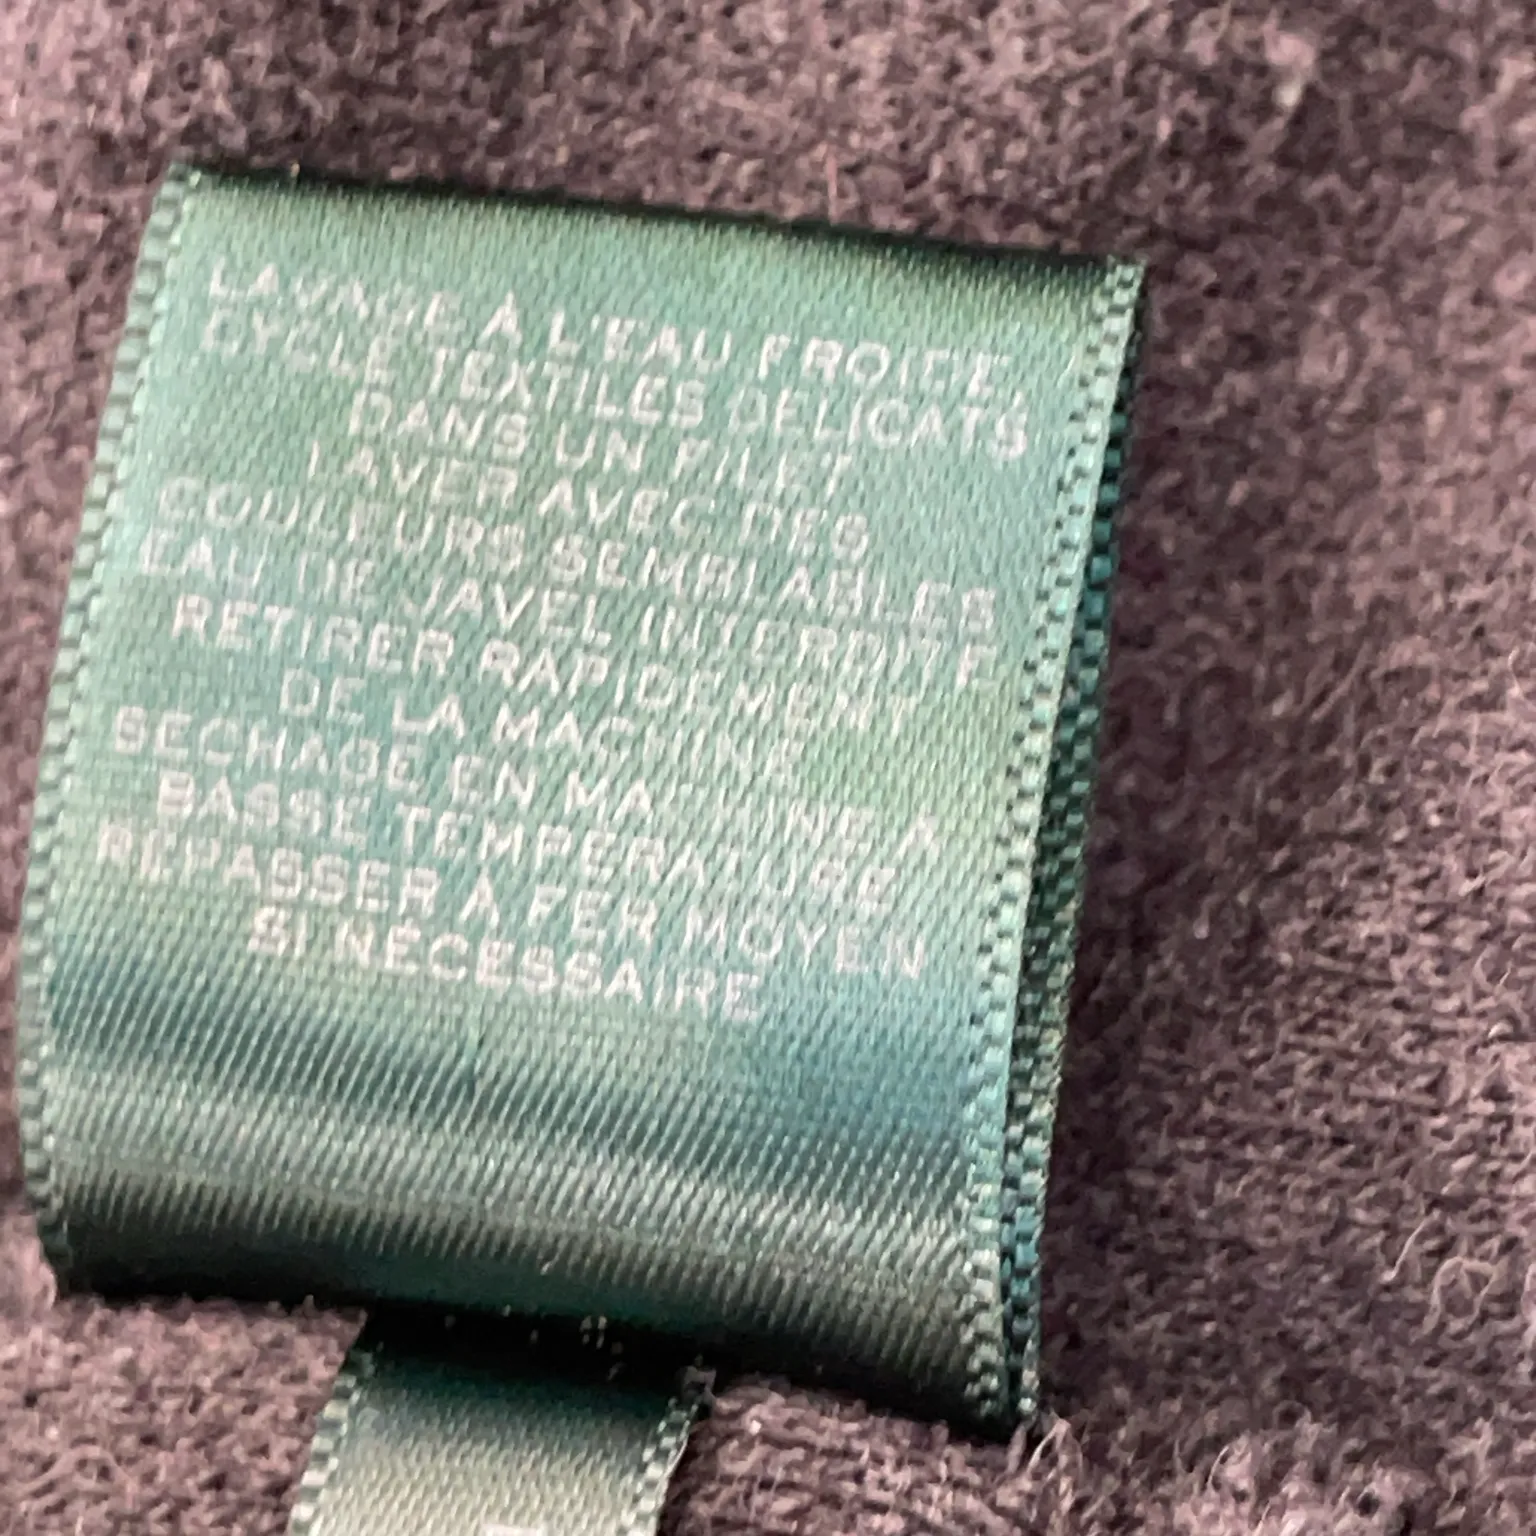 LAVAGE À L'EAU FROIDE,
CYCLE TEXTILES DÉLICATS
DANS UN FILET
LAVER AVEC DES
COULEURS SEMBLABLES
EAU DE JAVEL INTERDITE
RETIRER RAPIDEMENT
DE LA MACHINE
SÉCHAGE EN MACHINE À
BASSE TEMPÉRATURE
REPASSER À FER MOYEN
SI NÉCESSAIRE